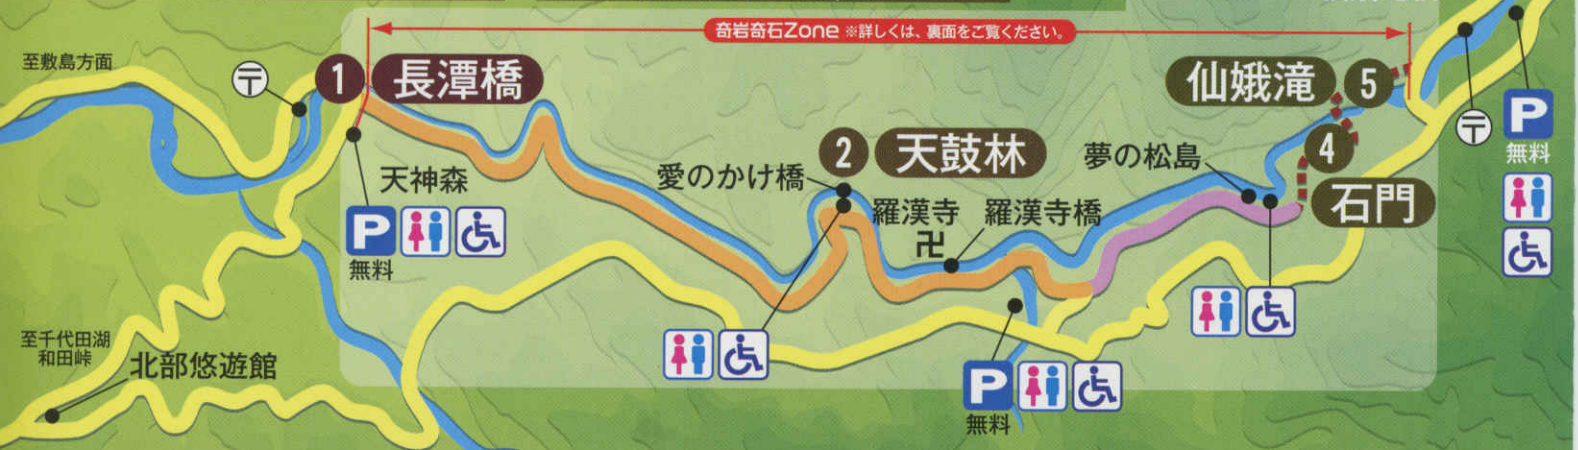 奇岩奇石Zone ※詳しくは、裏面をご覧ください。
至敷島方面
〒
1 長潭橋
仙娥滝 5
〒
P
無料
2 天鼓林
夢の松島
4
石門
愛のかけ橋
天神森
羅漢寺
羅漢寺橋
卍
P
無料
至千代田湖
和田峠
北部悠遊館
P
無料